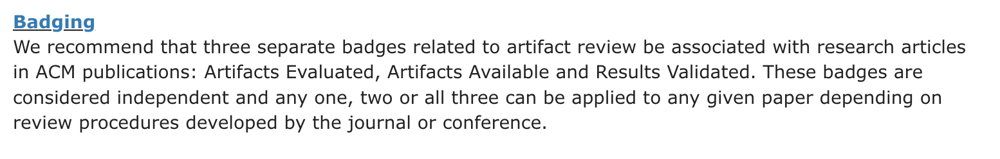 Badging
We recommend that three separate badges related to artifact review be associated with research articles
in ACM publications: Artifacts Evaluated, Artifacts Available and Results Validated. These badges are
considered independent and any one, two or all three can be applied to any given paper depending on
review procedures developed by the journal or conference.